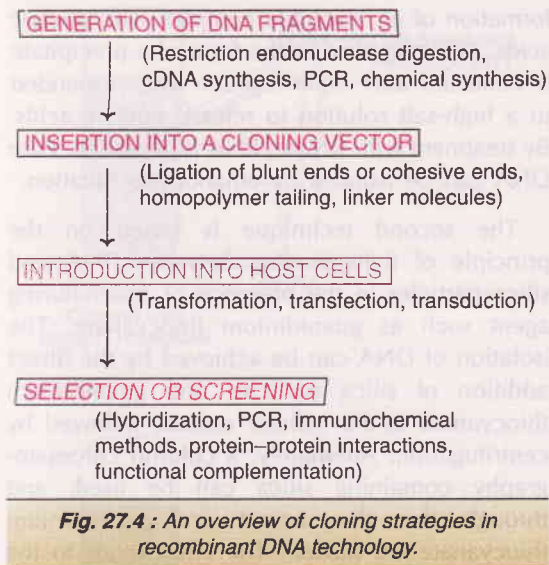 GENERATION OF DNA FRAGMENTS
(Restriction endonucleas digestion,
cDNA synthesis, PCR, chemical synthesis)
INSERTION INTO A CLONING VECTOR
(Ligation of blunt ends or cohesive ends,
homopolymer tailing, linker molecules)
INTRODUCTION INTO HOST CELLS
(Transformation, transfection, transduction)
SELECTION OR SCREENING
(Hybridization, PCR, immunochemical
methods, protein–protein interactions,
functional complementation)
Fig. 27.4 : An overview of cloning strategies in
recombinant DNA technology.